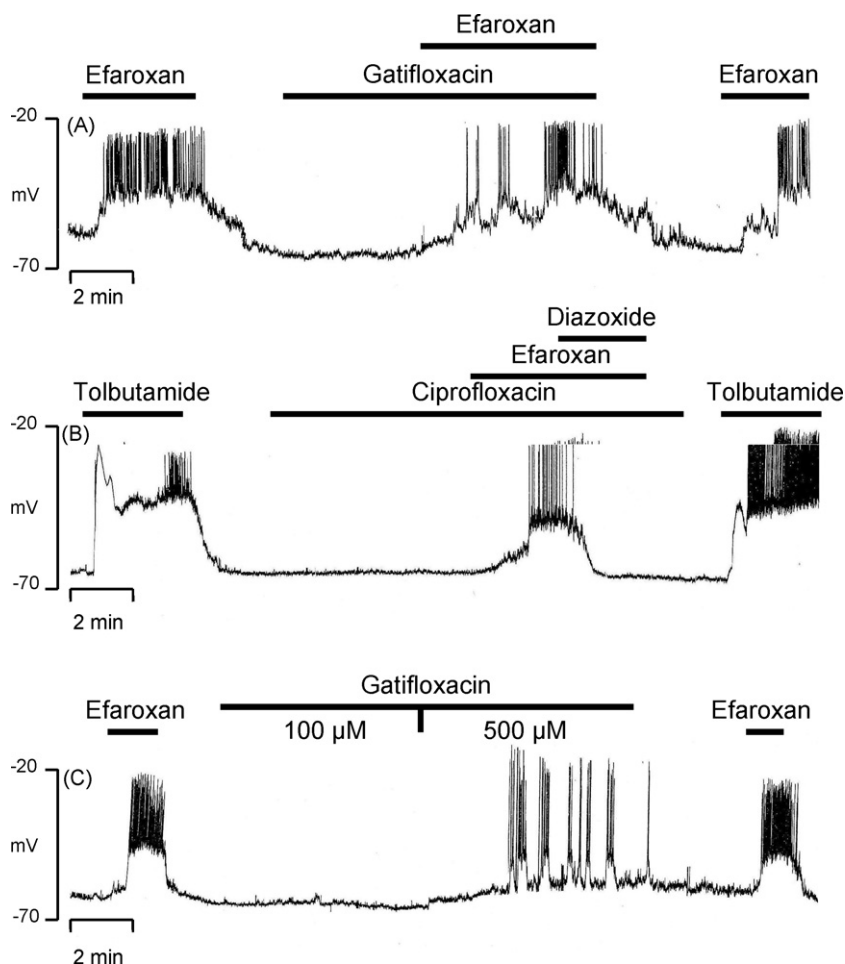 Efaroxan
Efaroxan Gatifloxacin Efaroxan
-20
(A)
mV
-70
2 min
Diazoxide
Efaroxan
Tolbutamide Ciprofloxacin Tolbutamide
-20
(B)
mV
-70
2 min
Gatifloxacin
Efaroxan 100 µM 500 µM Efaroxan
-20
(C)
mV
-70
2 min